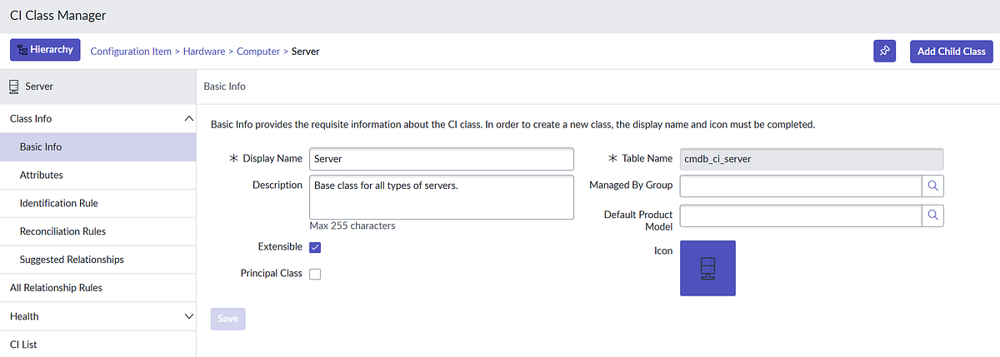 CI Class Manager
Hierarchy
Configuration Item > Hardware > Computer > Server
Add Child Class
Server
Basic Info
Class Info
Basic Info
Attributes
Identification Rule
Reconciliation Rules
Suggested Relationships
All Relationship Rules
Health
CI List
Basic Info provides the requisite information about the CI class. In order to create a new class, the display name and icon must be completed.
Display Name Server
Description Base class for all types of servers.
Max 255 characters
Extensible
Principal Class
Save
Table Name cmdb_ci_server
Managed By Group
Default Product
Model
Icon